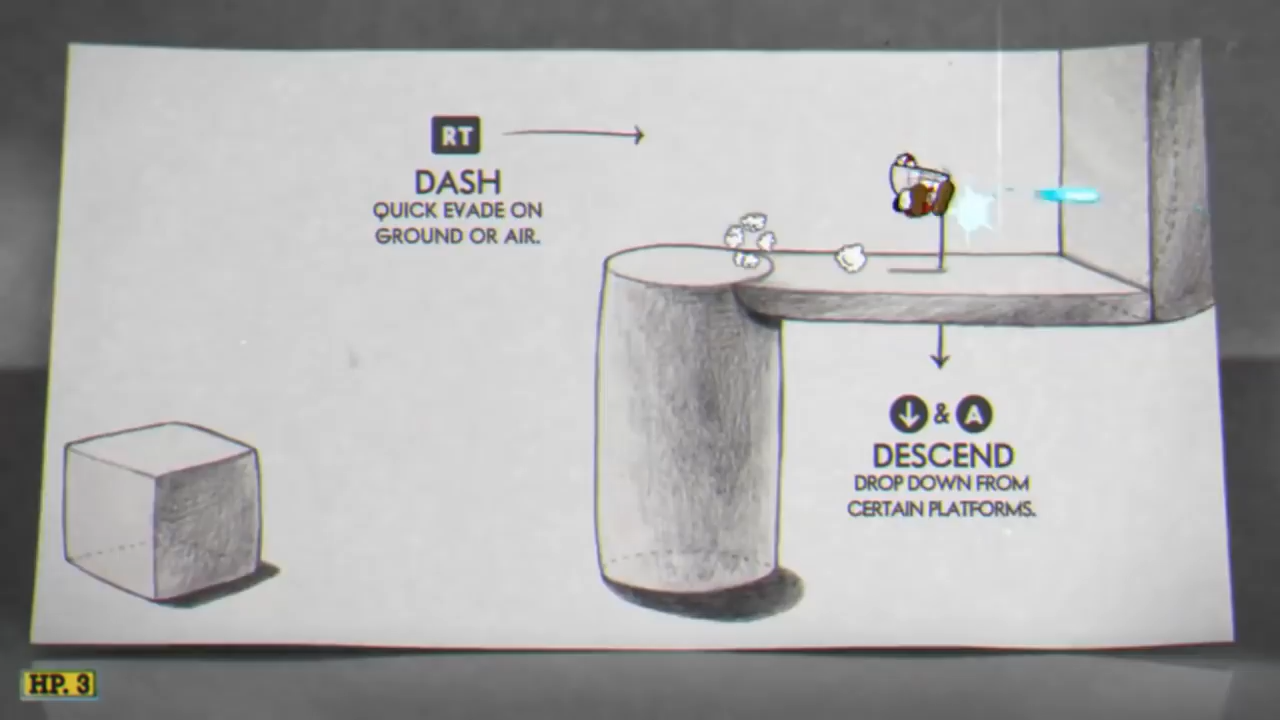 RT
DASH
QUICK EVADE ON
GROUND OR AIR.
↓ & A
DESCEND
DROP DOWN FROM
CERTAIN PLATFORMS.
HP. 3